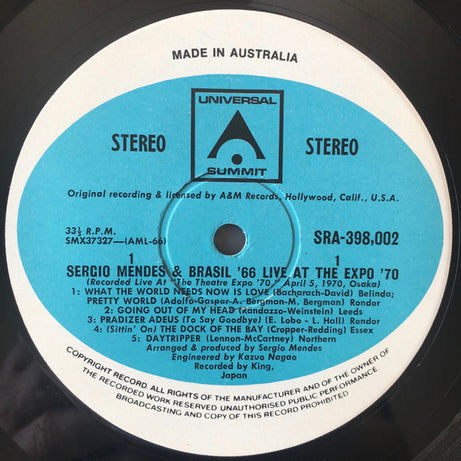 MADE IN AUSTRALIA
UNIVERSAL
SUMMIT
STEREO STEREO
Original recording & licensed by A&M Records, Hollywood, Calif., U.S.A.
33⅓ R.P.M.
SMX37327—(AML-66) SRA-398,002
1 1
SERGIO MENDES & BRASIL '66 LIVE AT THE EXPO '70
(Recorded Live At "The Theatre Expo '70," April 5, 1970, Osaka)
1: WHAT THE WORLD NEEDS NOW IS LOVE (Bacharach-David) Belinda;
PRETTY WORLD (Adolfo-Gaspar-A. Bergman-M. Bergman) Rondor
2: GOING OUT OF MY HEAD (Randazzo-Weinstein) Leeds
3: PRADIZER ADEUS (To Say Goodbye) (E. Lobo - L. Hall) Rondor
4: (Sittin' On) THE DOCK OF THE BAY (Cropper-Redding) Essex
5: DAYTRIPPER (Lennon-McCartney) Northern
Arranged & produced by Sergio Mendes
Engineered by Kazuo Nagao
Recorded by King,
Japan
COPYRIGHT RECORD ALL RIGHTS OF THE MANUFACTURER AND OF THE OWNER OF
THE RECORDED WORK RESERVED UNAUTHORISED PUBLIC PERFORMANCE
BROADCASTING AND COPY OF THIS RECORD PROHIBITED